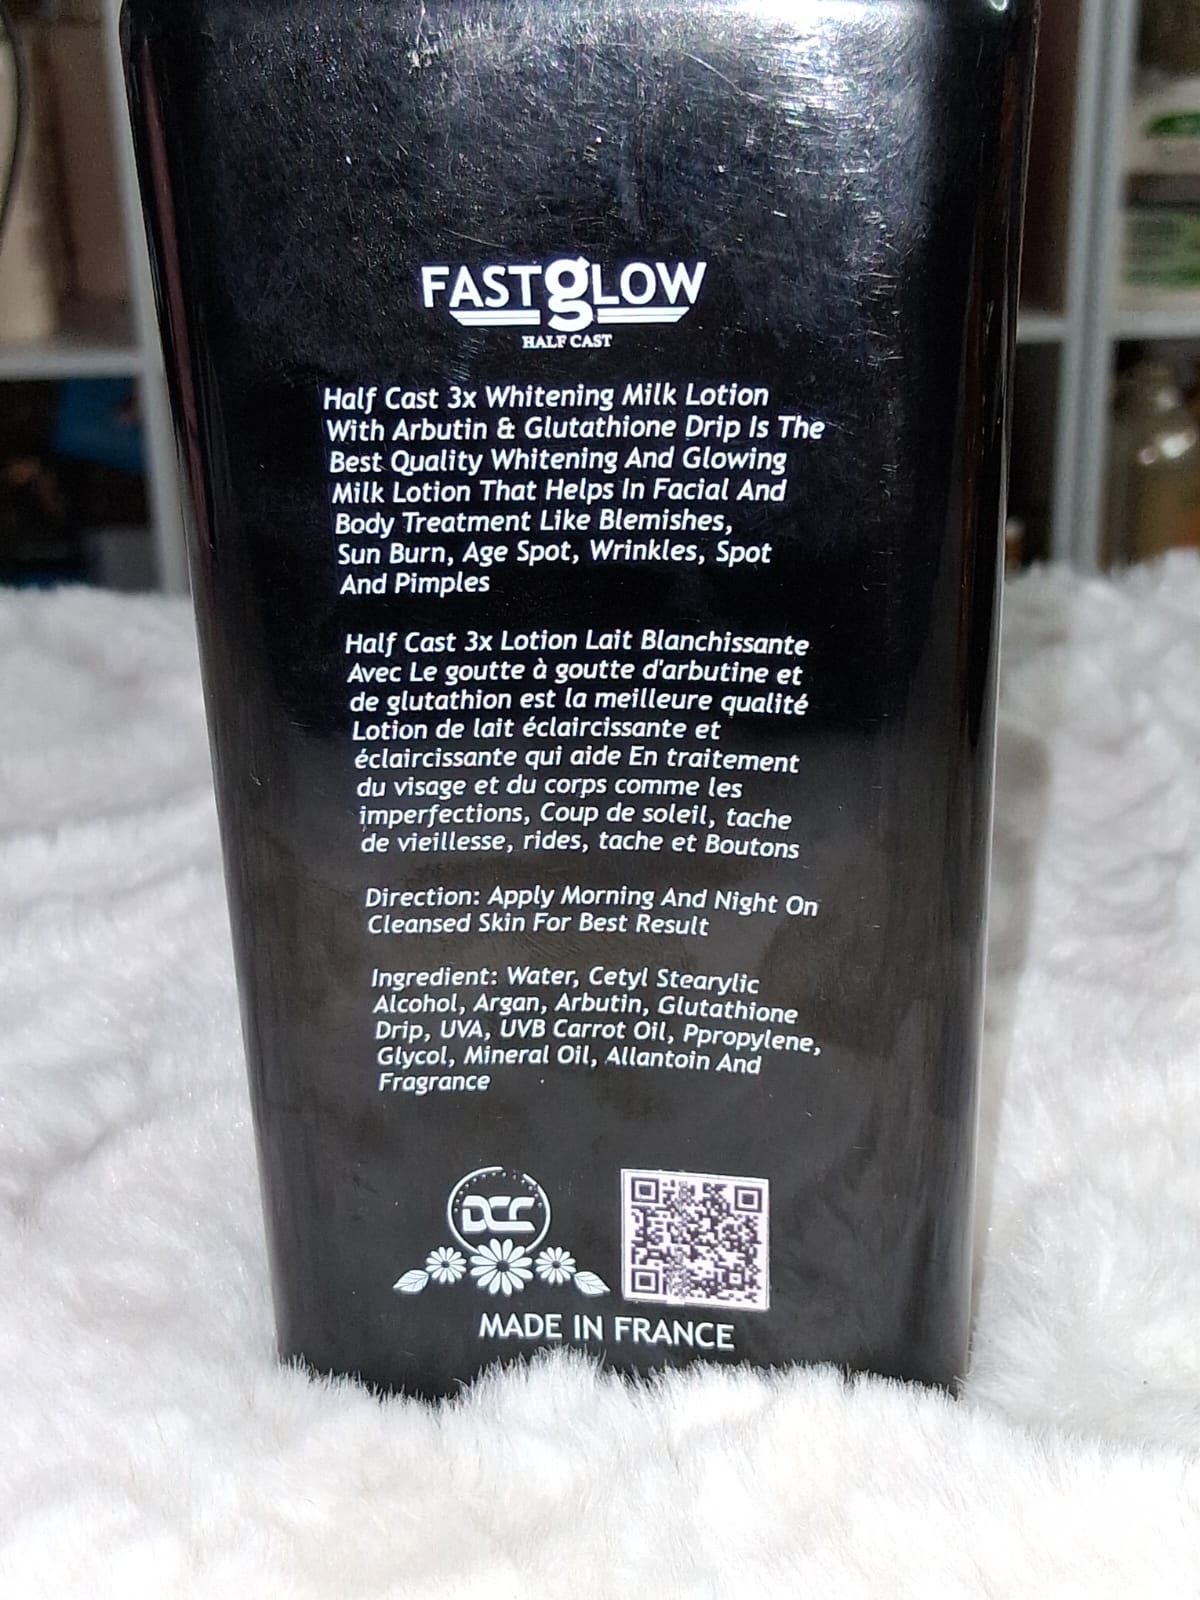 FASTgLOW
HALF CAST
Half Cast 3x Whitening Milk Lotion
With Arbutin & Glutathione Drip Is The
Best Quality Whitening And Glowing
Milk Lotion That Helps In Facial And
Body Treatment Like Blemishes,
Sun Burn, Age Spot, Wrinkles, Spot
And Pimples
Half Cast 3x Lotion Lait Blanchissante
Avec Le goutte à goutte d'arbutine et
de glutathion est la meilleure qualité
Lotion de lait éclaircissante et
éclaircissante qui aide En traitement
du visage et du corps comme les
imperfections, Coup de soleil, tache
de vieillesse, rides, tache et Boutons
Direction: Apply Morning And Night On
Cleansed Skin For Best Result
Ingredient: Water, Cetyl Stearylic
Alcohol, Argan, Arbutin, Glutathione
Drip, UVA, UVB Carrot Oil, Ppropylene,
Glycol, Mineral Oil, Allantoin And
Fragrance
DCC
MADE IN FRANCE